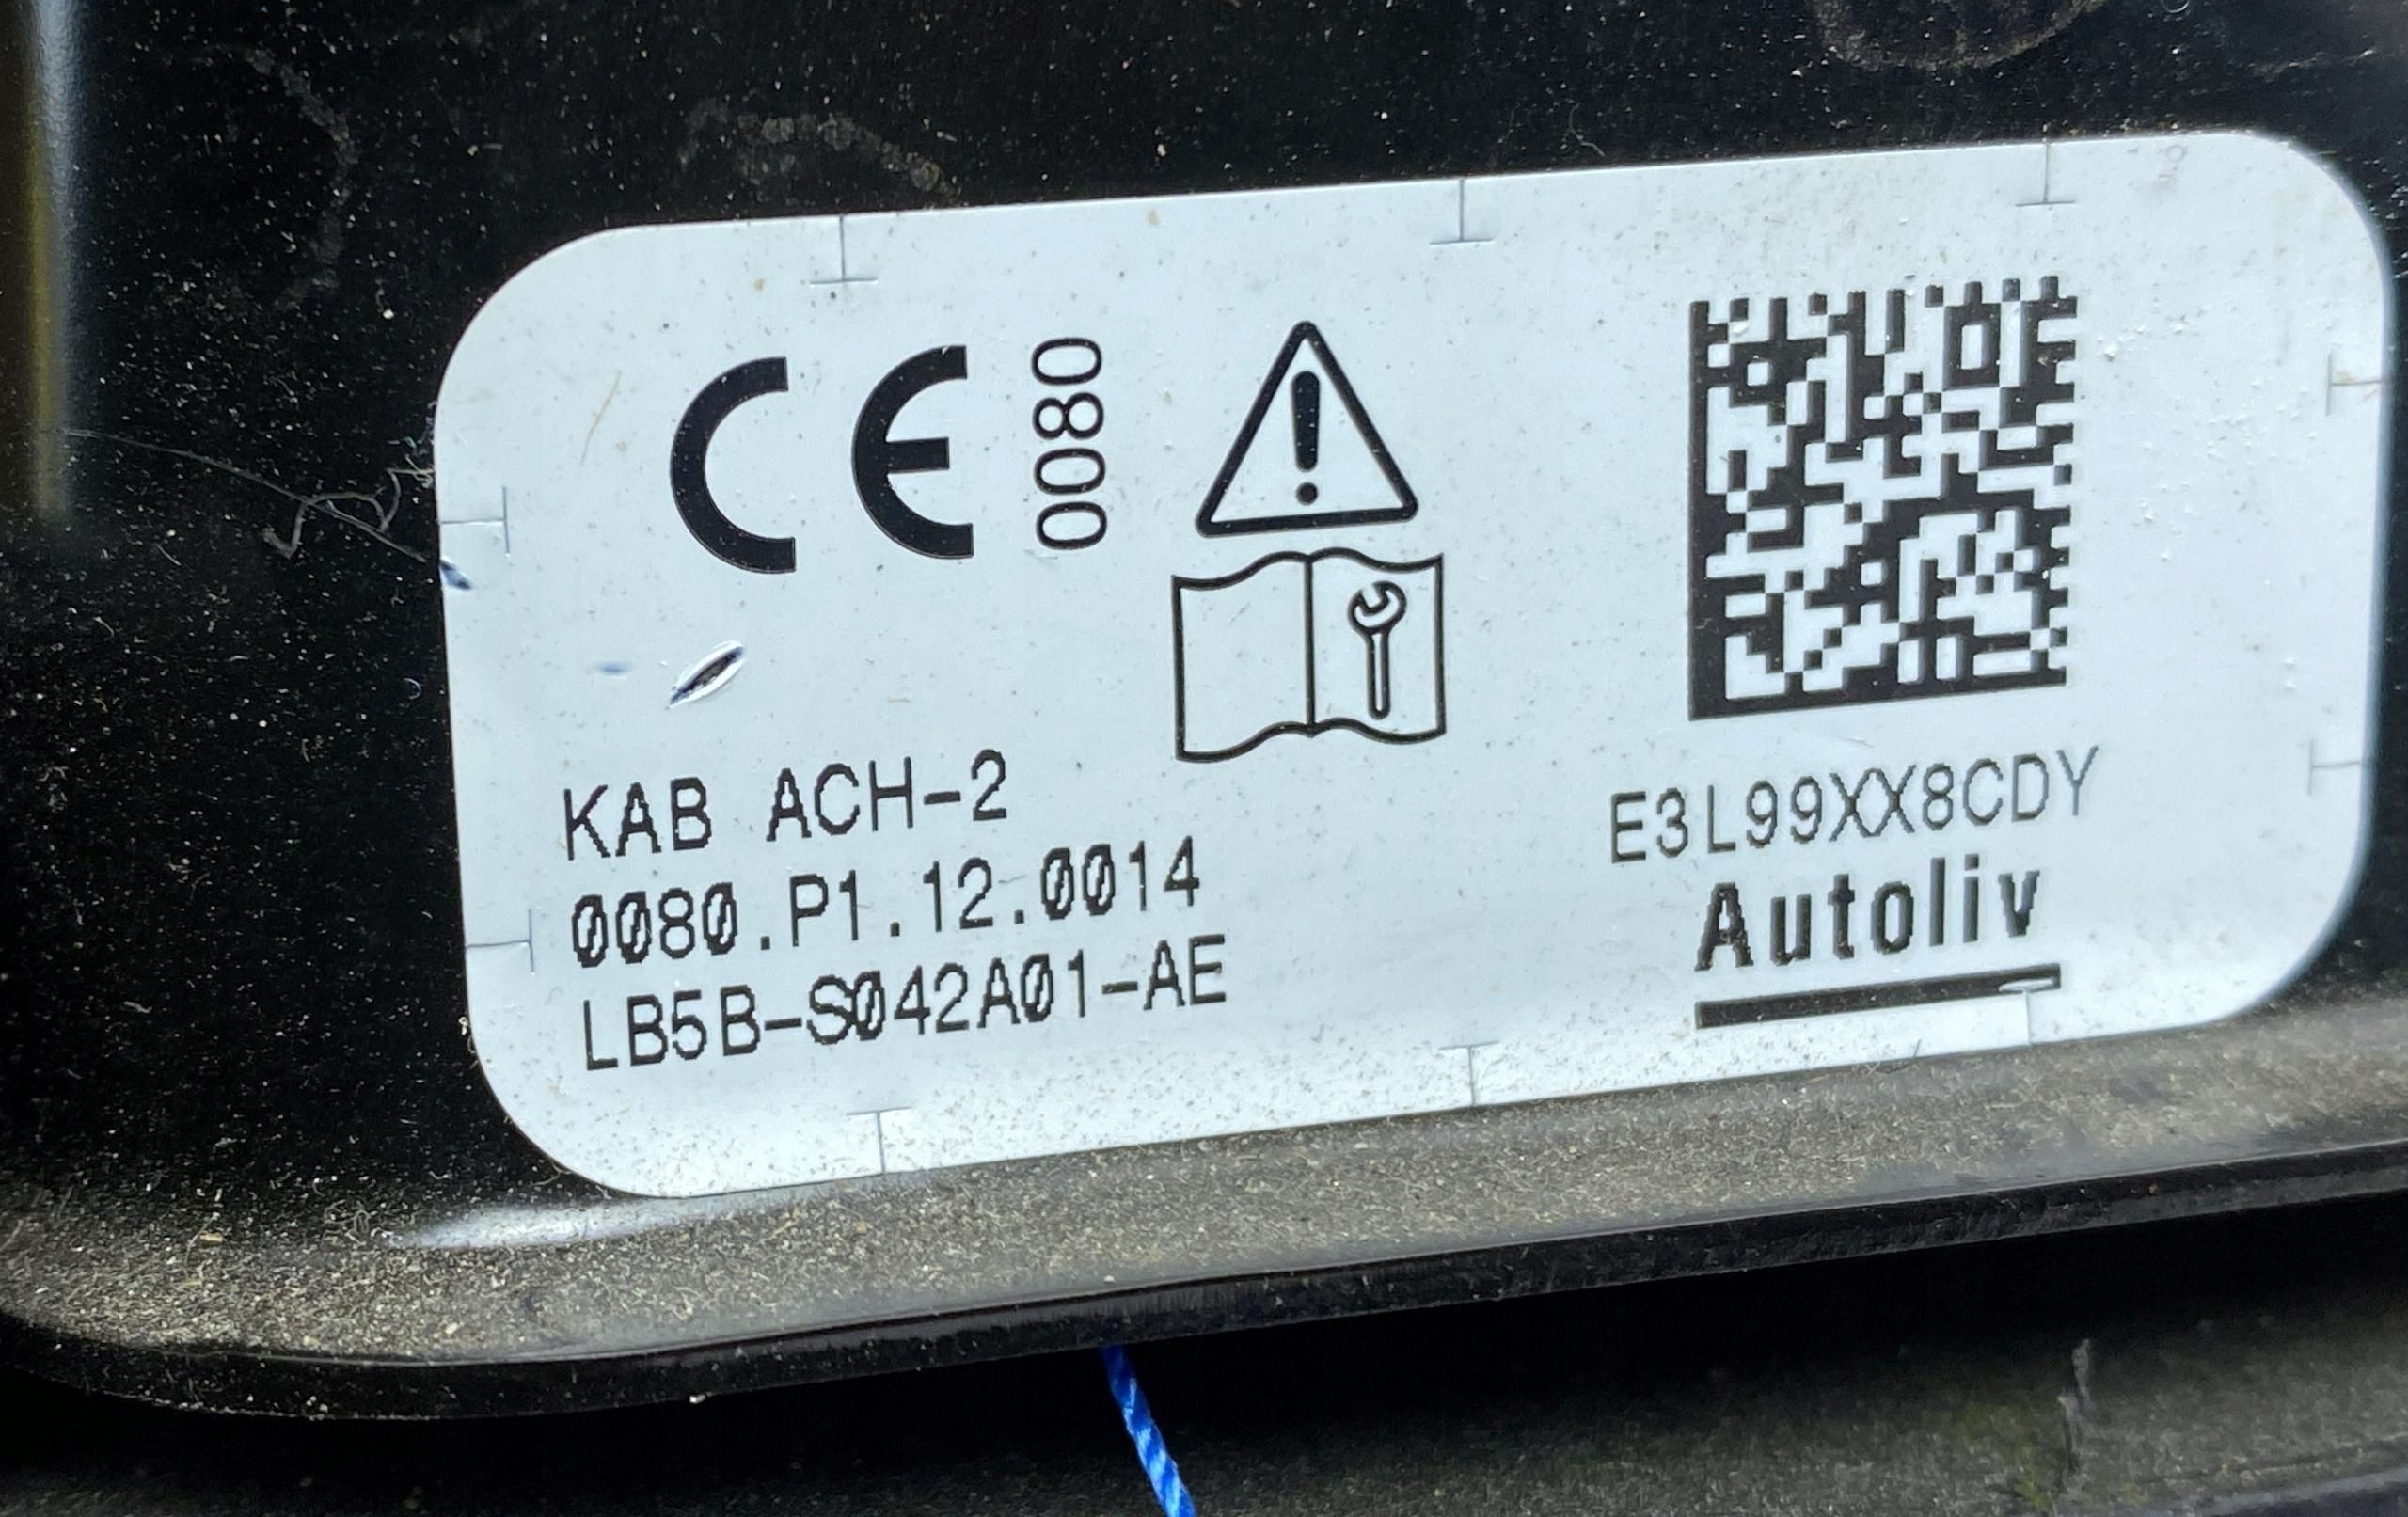 CE 0080
KAB ACH-2
0080.P1.12.0014
LB5B-S042A01-AE
E3L99XX8CDY
Autoliv